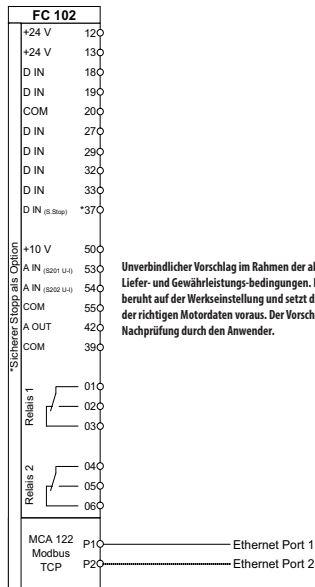 FC 102
+24 V 12
+24 V 13
D IN 18
D IN 19
COM 20
D IN 27
D IN 29
D IN 32
D IN 33
D IN (S.Stop) *37
+10 V 50
A IN (S201 U-I) 53
A IN (S202 U-I) 54
COM 55
A OUT 42
COM 39
*Sicherer Stopp als Option
Unverbindlicher Vorschlag im Rahmen der al
Liefer- und Gewährleistungs-bedingungen.
beruht auf der Werkseinstellung und setzt d
der richtigen Motordaten voraus. Der Vorsch
Nachprüfung durch den Anwender.
Relais 1
01
02
03
Relais 2
04
05
06
MCA 122
Modbus
TCP
P1 Ethernet Port 1
P2 Ethernet Port 2